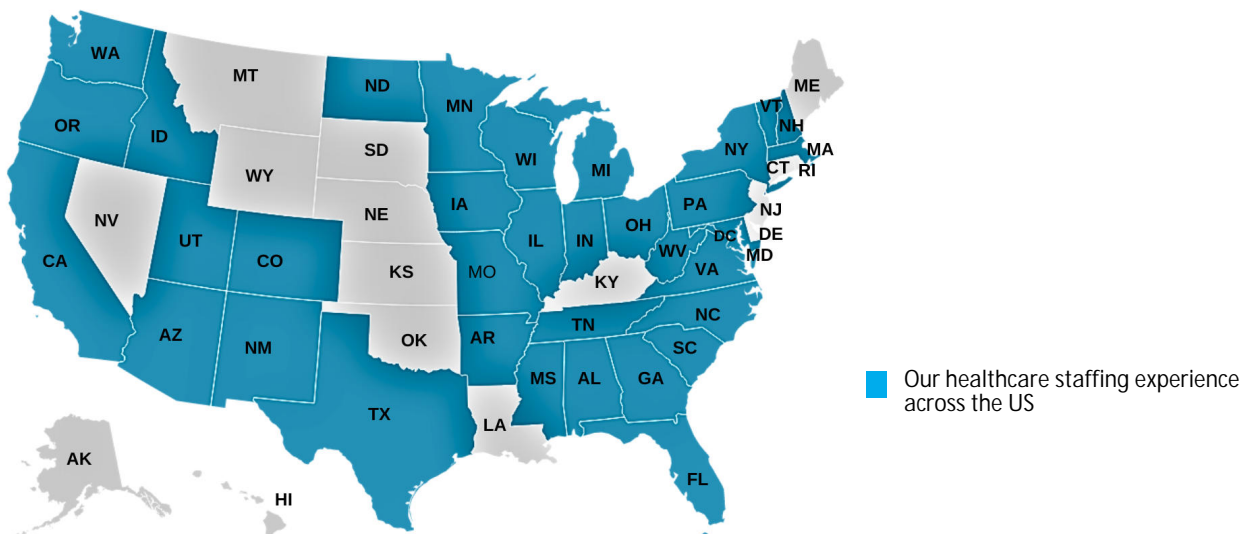 WA
MT
ND
MN
ME
VT
NH
OR
ID
SD
WI
MI
NY
MA
CT
RI
WY
NE
IA
PA
NJ
NV
UT
CO
IL
IN
OH
DE
DC
WV
MD
CA
KS
MO
KY
VA
AZ
NM
OK
AR
TN
NC
SC
MS
AL
GA
TX
LA
FL
AK
HI
Our healthcare staffing experience
across the US